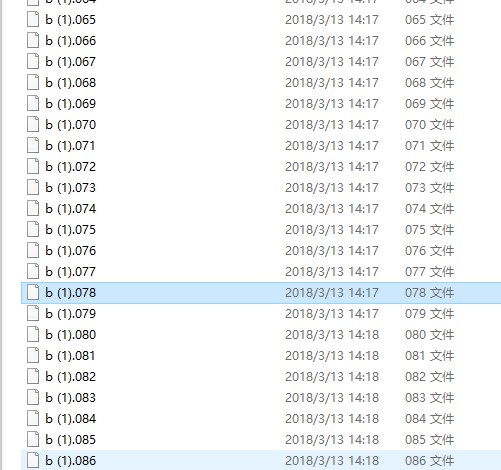 b (1).064 2018/3/13 14:17 064 文件
b (1).065 2018/3/13 14:17 065 文件
b (1).066 2018/3/13 14:17 066 文件
b (1).067 2018/3/13 14:17 067 文件
b (1).068 2018/3/13 14:17 068 文件
b (1).069 2018/3/13 14:17 069 文件
b (1).070 2018/3/13 14:17 070 文件
b (1).071 2018/3/13 14:17 071 文件
b (1).072 2018/3/13 14:17 072 文件
b (1).073 2018/3/13 14:17 073 文件
b (1).074 2018/3/13 14:17 074 文件
b (1).075 2018/3/13 14:17 075 文件
b (1).076 2018/3/13 14:17 076 文件
b (1).077 2018/3/13 14:17 077 文件
b (1).078 2018/3/13 14:17 078 文件
b (1).079 2018/3/13 14:17 079 文件
b (1).080 2018/3/13 14:18 080 文件
b (1).081 2018/3/13 14:18 081 文件
b (1).082 2018/3/13 14:18 082 文件
b (1).083 2018/3/13 14:18 083 文件
b (1).084 2018/3/13 14:18 084 文件
b (1).085 2018/3/13 14:18 085 文件
b (1).086 2018/3/13 14:18 086 文件